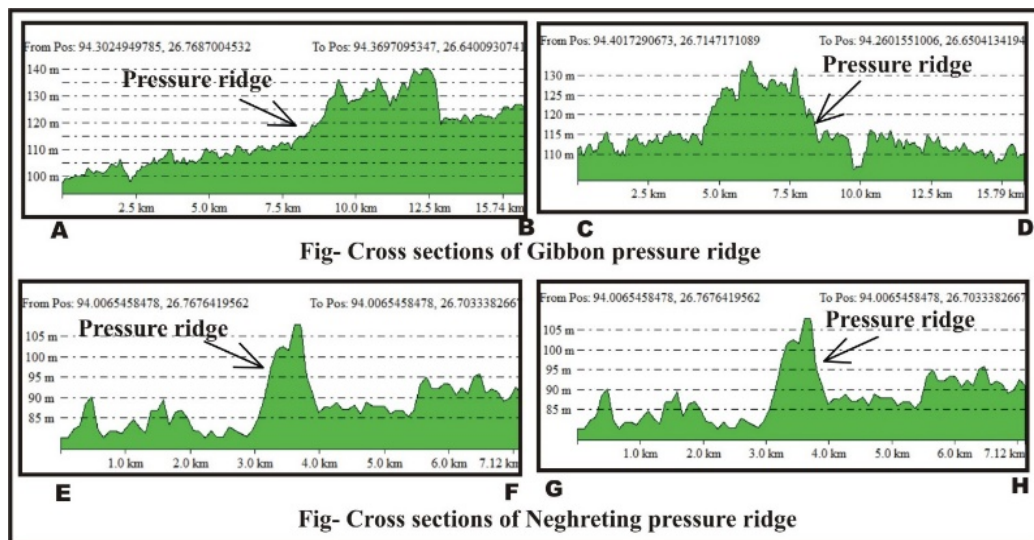 From Pos: 94.3024949785, 26.7687004532 To Pos: 94.3697095347, 26.6400930741
140 m
Pressure ridge
130 m
120 m
110 m
100 m
2.5 km 5.0 km 7.5 km 10.0 km 12.5 km 15.74 km
A B
From Pos: 94.4017290673, 26.7147171089 To Pos: 94.2601551006, 26.6504134194
Pressure ridge
130 m
125 m
120 m
115 m
110 m
2.5 km 5.0 km 7.5 km 10.0 km 12.5 km 15.79 km
C D
Fig- Cross sections of Gibbon pressure ridge
From Pos: 94.0065458478, 26.7676419562 To Pos: 94.0065458478, 26.7033382667
Pressure ridge
105 m
100 m
95 m
90 m
85 m
1.0 km 2.0 km 3.0 km 4.0 km 5.0 km 6.0 km 7.12 km
E F
From Pos: 94.0065458478, 26.7676419562 To Pos: 94.0065458478, 26.7033382667
Pressure ridge
105 m
100 m
95 m
90 m
85 m
1.0 km 2.0 km 3.0 km 4.0 km 5.0 km 6.0 km 7.12 km
G H
Fig- Cross sections of Neghreting pressure ridge